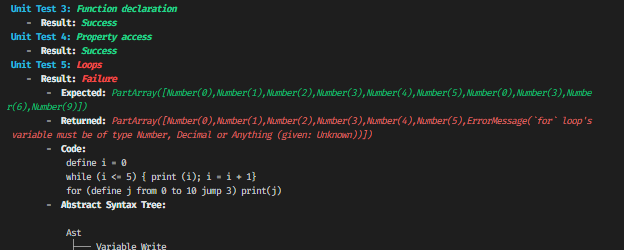 Unit Test 3: Function declaration
- Result: Success
Unit Test 4: Property access
- Result: Success
Unit Test 5: Loops
- Result: Failure
- Expected: PartArray([Number(0),Number(1),Number(2),Number(3),Number(4),Number(5),Number(0),Number(3),Numbe
r(6),Number(9)])
- Returned: PartArray([Number(0),Number(1),Number(2),Number(3),Number(4),Number(5),ErrorMessage(`for` loop's
variable must be of type Number, Decimal or Anything (given: Unknown))])
- Code:
define i = 0
while (i <= 5) { print (i); i = i + 1}
for (define j from 0 to 10 jump 3) print(j)
- Abstract Syntax Tree:
Ast
├── Variable Write